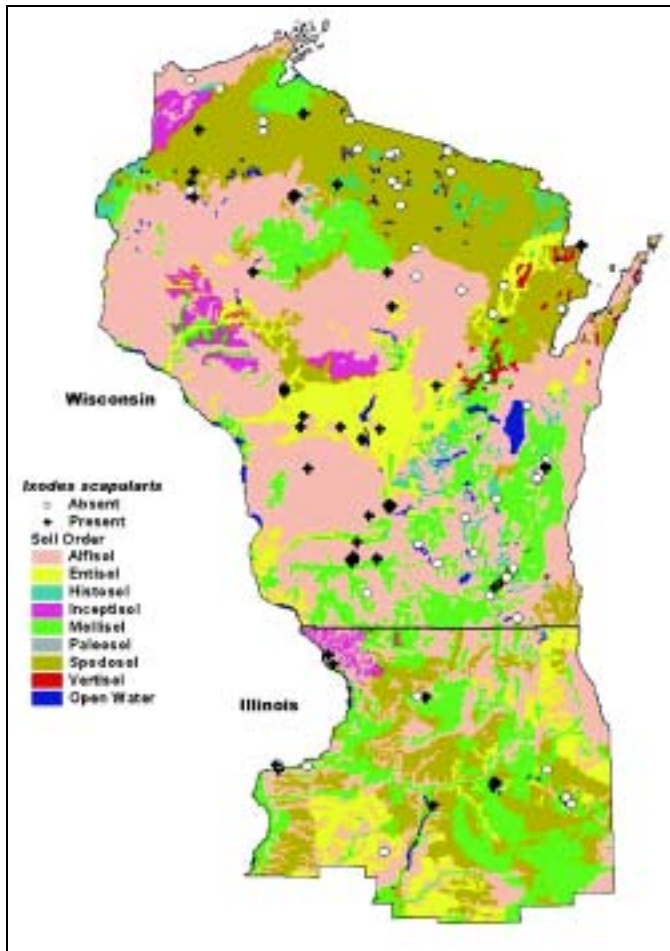 Wisconsin
Ixodes scapularis
Absent
Present
Soil Order
Alfisol
Entisol
Histosol
Inceptisol
Mollisol
Paleosol
Spodosol
Vertisol
Open Water
Illinois